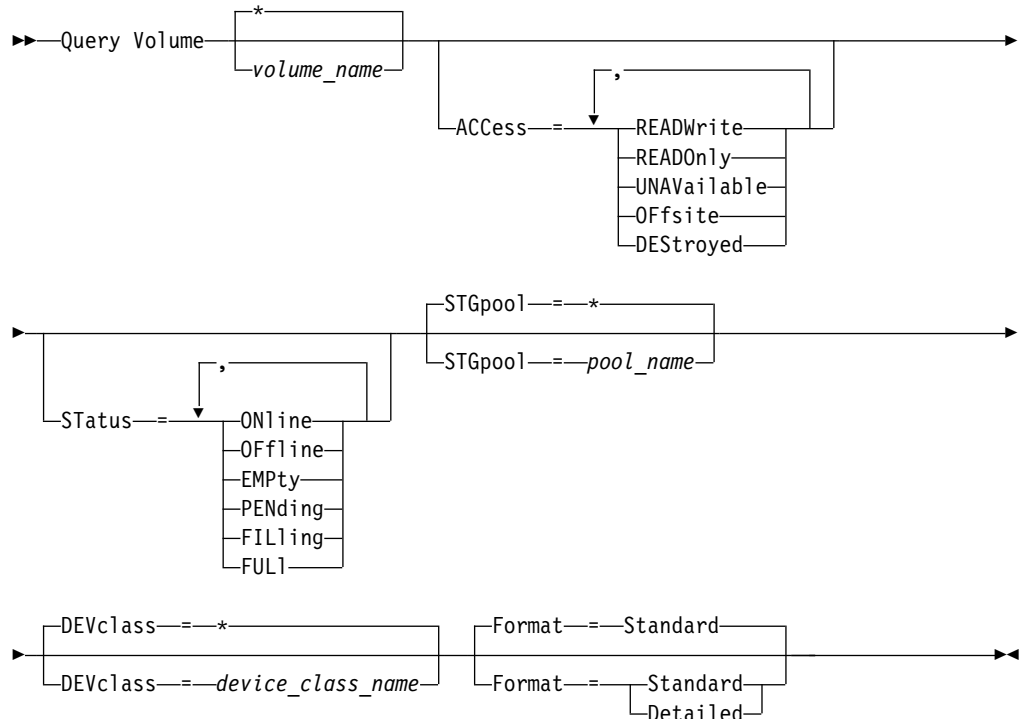 *
Query Volume
volume_name
,
ACCess = READWrite
READOnly
UNAVailable
OFfsite
DEStroyed
STGpool = *
STGpool = pool_name
,
STatus = ONline
OFfline
EMPty
PENding
FILling
FULl
DEVclass = *
DEVclass = device_class_name
Format = Standard
Format = Standard
Detailed